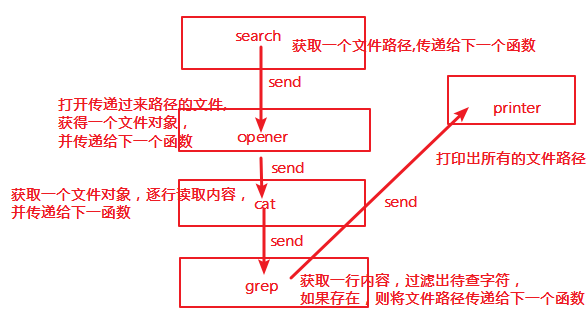 search
获取一个文件路径,传递给下一个函数
send
打开传递过来路径的文件,
获得一个文件对象，
并传递给下一个函数
opener
printer
打印出所有的文件路径
send
获取一个文件对象，逐行读取内容，
并传递给下一函数
cat
send
send
grep
获取一行内容，过滤出待查字符，
如果存在，则将文件路径传递给下一个函数